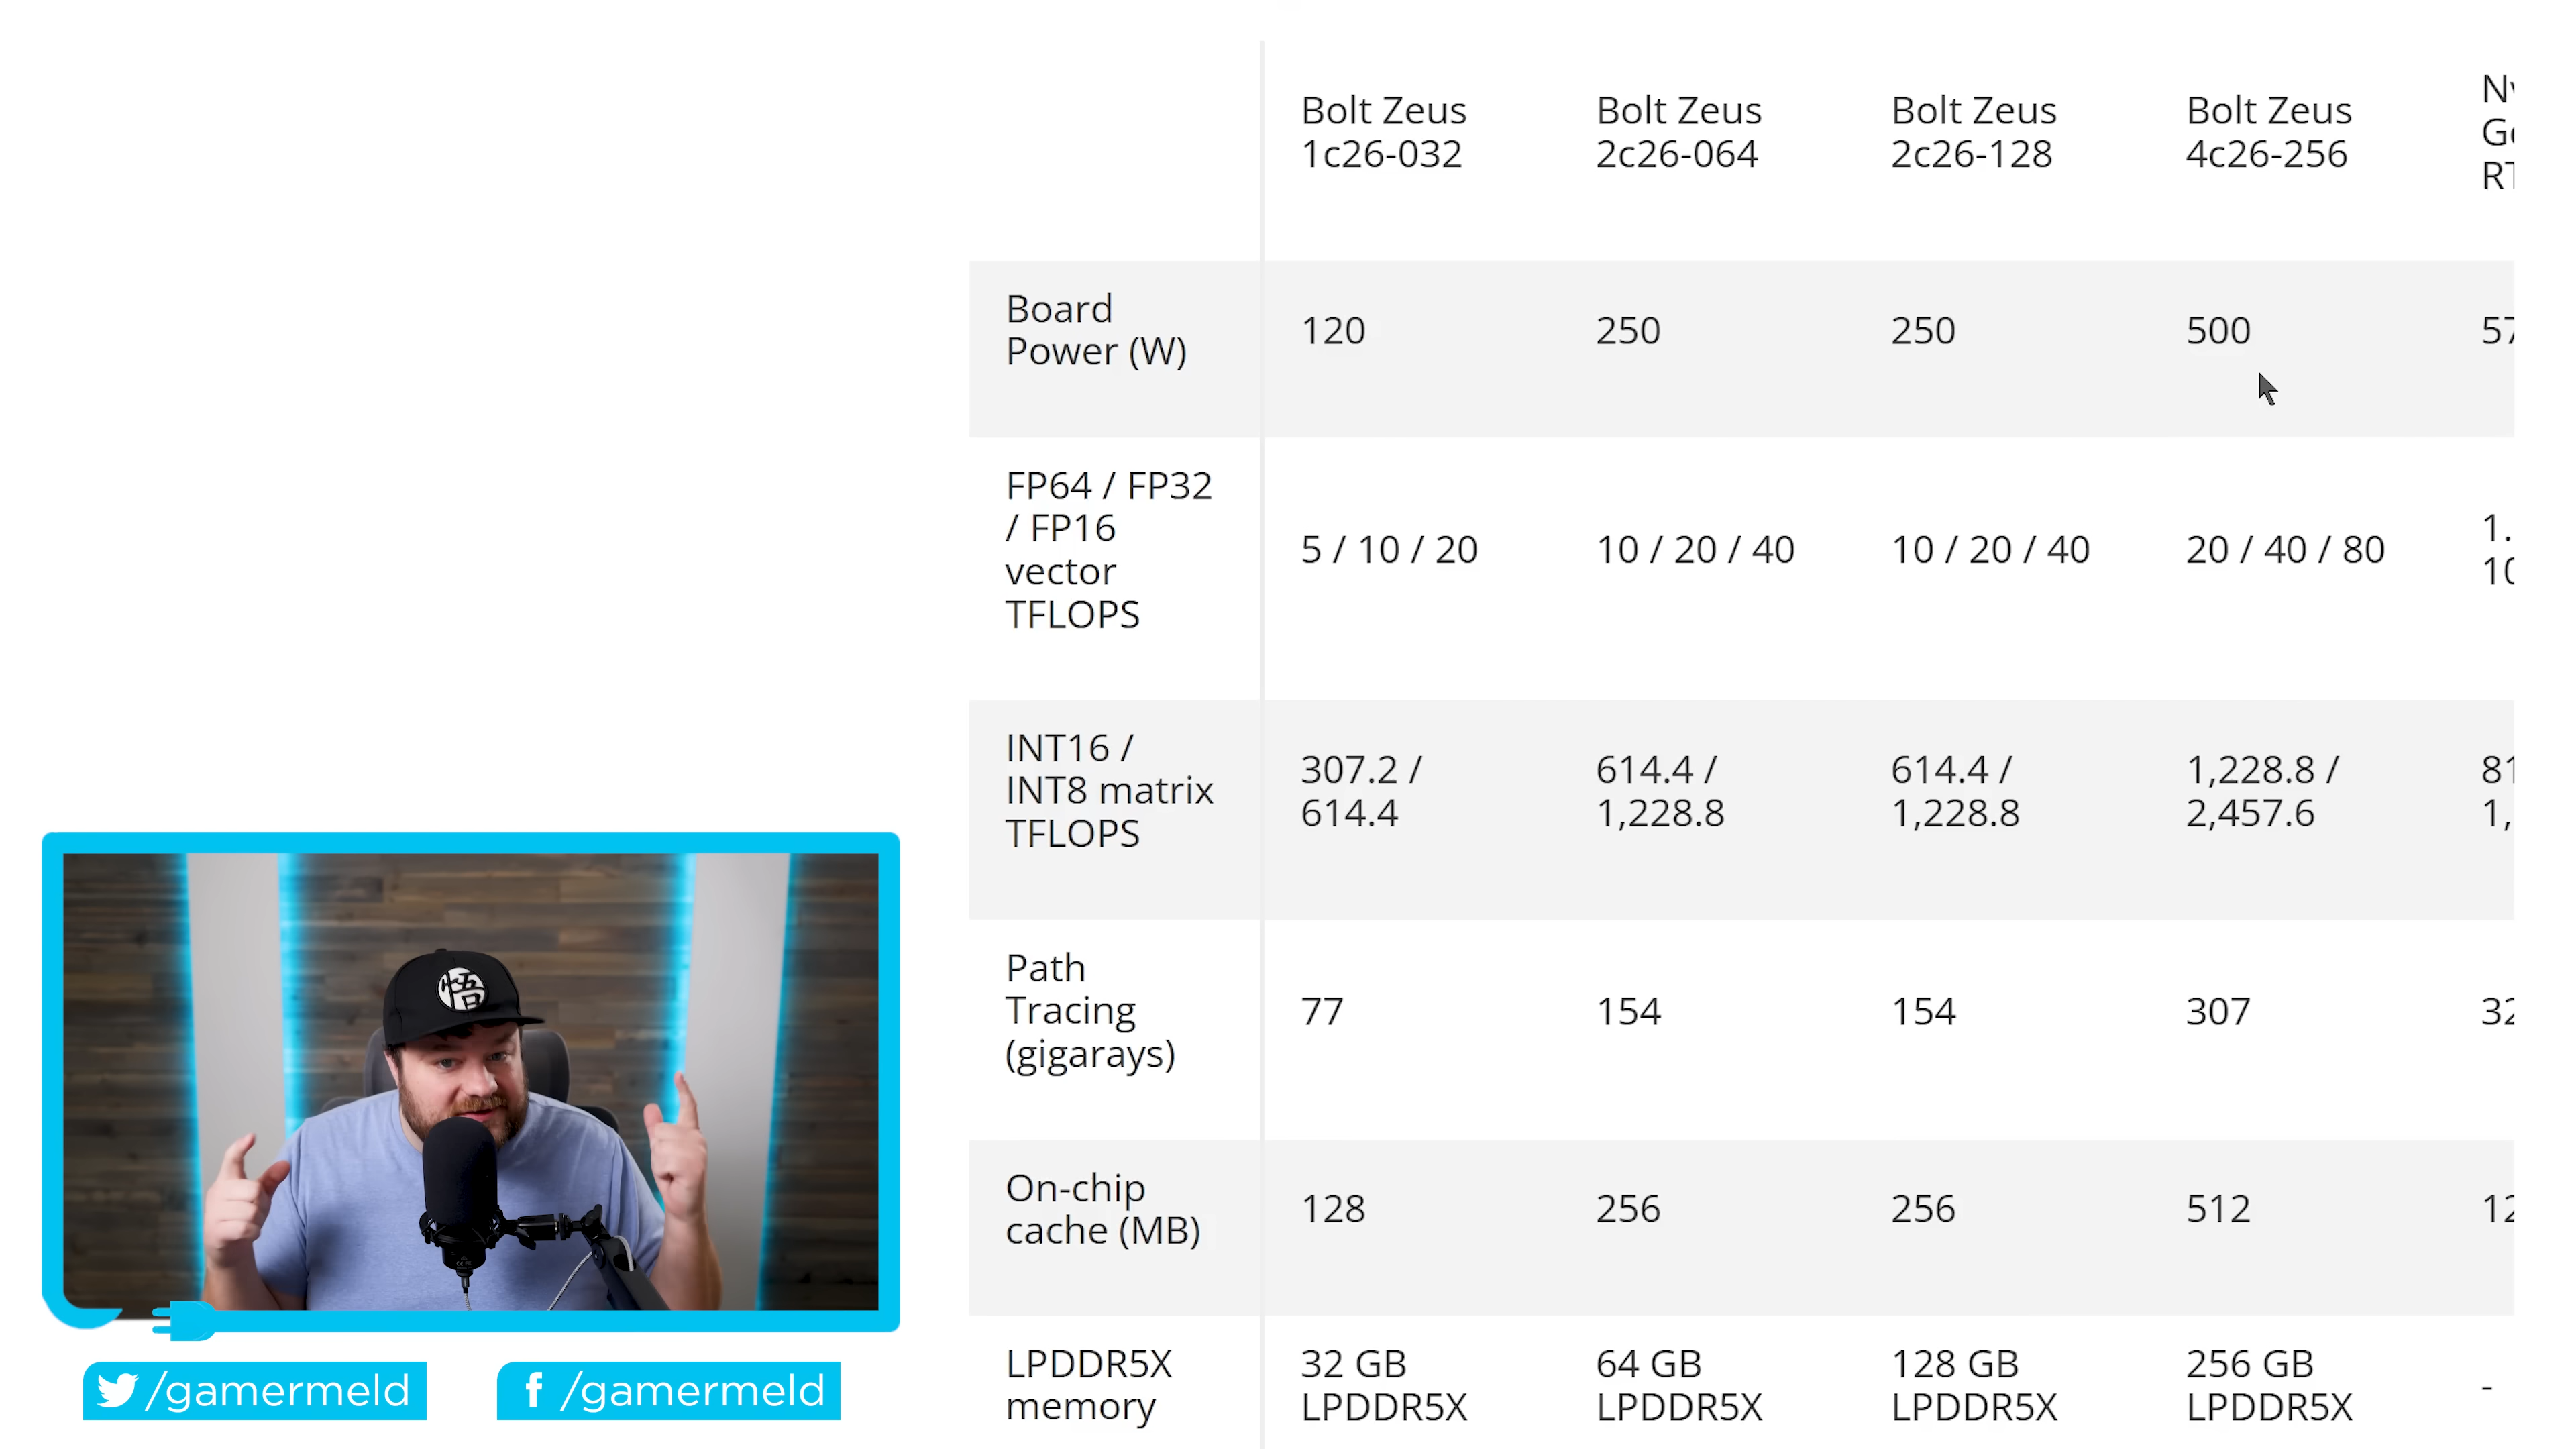 Bolt Zeus
1c26-032
Bolt Zeus
2c26-064
Bolt Zeus
2c26-128
Bolt Zeus
4c26-256
Board
Power (W)
120
250
250
500
FP64 / FP32
/ FP16
vector
TFLOPS
5 / 10 / 20
10 / 20 / 40
10 / 20 / 40
20 / 40 / 80
INT16 /
INT8 matrix
TFLOPS
307.2 /
614.4
614.4 /
1,228.8
614.4 /
1,228.8
1,228.8 /
2,457.6
Path
Tracing
(gigarays)
77
154
154
307
On-chip
cache (MB)
128
256
256
512
LPDDR5X
memory
32 GB
LPDDR5X
64 GB
LPDDR5X
128 GB
LPDDR5X
256 GB
LPDDR5X
-
悟
/gamermeld
/gamermeld